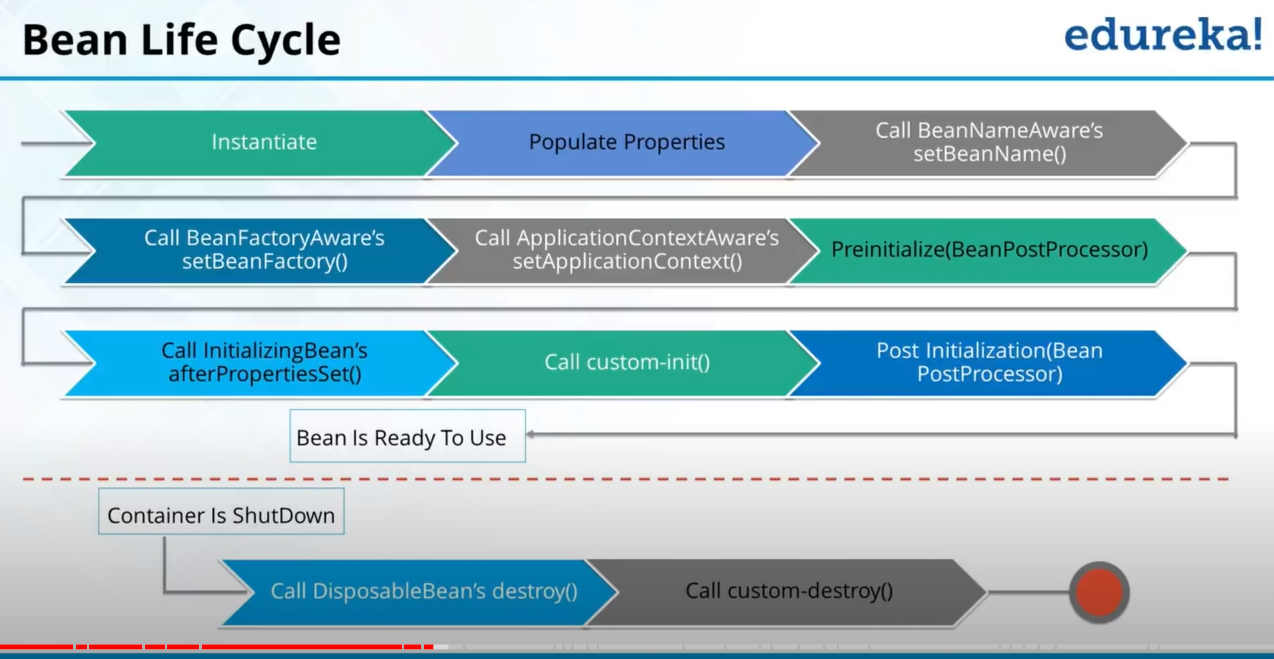 Bean Life Cycle
edureka!
Instantiate
Populate Properties
Call BeanNameAware's
setBeanName()
Call BeanFactoryAware's
setBeanFactory()
Call ApplicationContextAware's
setApplicationContext()
Preinitialize(BeanPostProcessor)
Call InitializingBean's
afterPropertiesSet()
Call custom-init()
Post Initialization(Bean
PostProcessor)
Bean Is Ready To Use
Container Is ShutDown
Call DisposableBean's destroy()
Call custom-destroy()